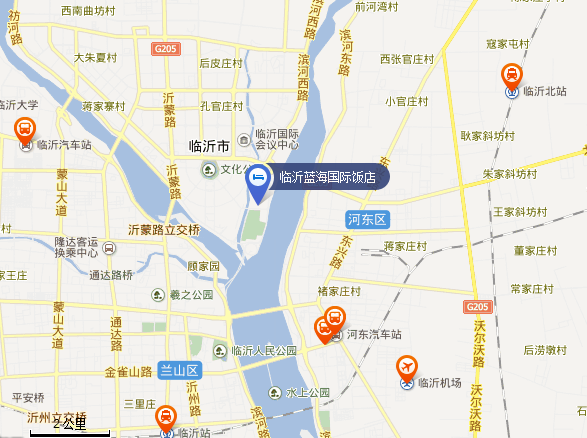 西南曲坊村
前河湾村
祊河路
G205
大朱夏村
后皮庄村
滨河西路
滨河西路
滨河东路
西张官庄村
寇家屯村
临沂北站
临沂大学
蒋家寨村
沂蒙路
孔官庄村
小官庄村
临沂汽车站
临沂市
临沂国际
会议中心
耿家斜坊村
文化公
临沂蓝海国际饭店
东
朱家斜坊村
蒙山大道
沂蒙路
河东区
王家斜坊村
沂蒙路立交桥
东兴路
蒋家庄村
董家庄村
隆达客运
换乘中心
顾家园
家王庄
通达路桥
羲之公园
褚家庄村
常家庄村
G205
蒙山大道
通达路
河东汽车站
沃尔沃路
后涝墩村
临沂人民公园
金雀山路
兰山区
临沂机场
沂州路
水上公园
沃尔沃路
平安桥
三里庄
沂州立交桥
2 公里
临沂站
滨河